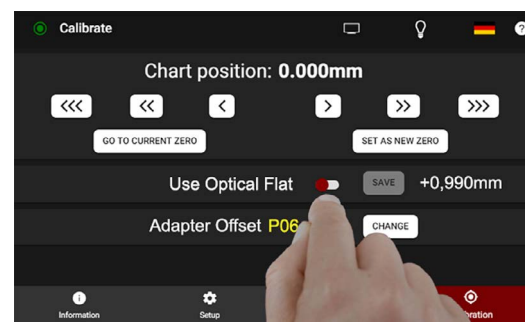 Calibrate
Chart position: 0.000mm
<<< << < > >> >>>
GO TO CURRENT ZERO SET AS NEW ZERO
Use Optical Flat SAVE +0,990mm
Adapter Offset P06 CHANGE
Information Setup